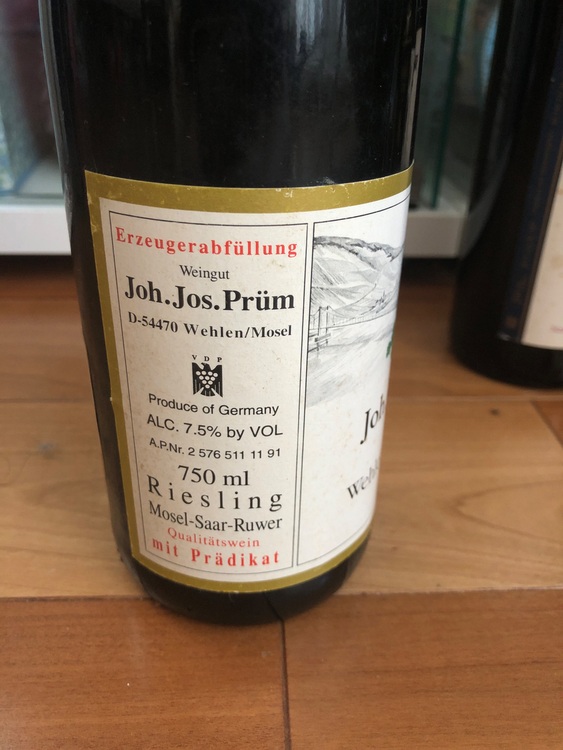 Erzeugerabfüllung
Weingut
Joh.Jos.Prüm
D-54470 Wehlen/Mosel
VDP
Produce of Germany
ALC. 7.5% by VOL
A.P.Nr. 2 576 511 11 91
750 ml
Riesling
Mosel-Saar-Ruwer
Qualitätswein
mit Prädikat
Joh